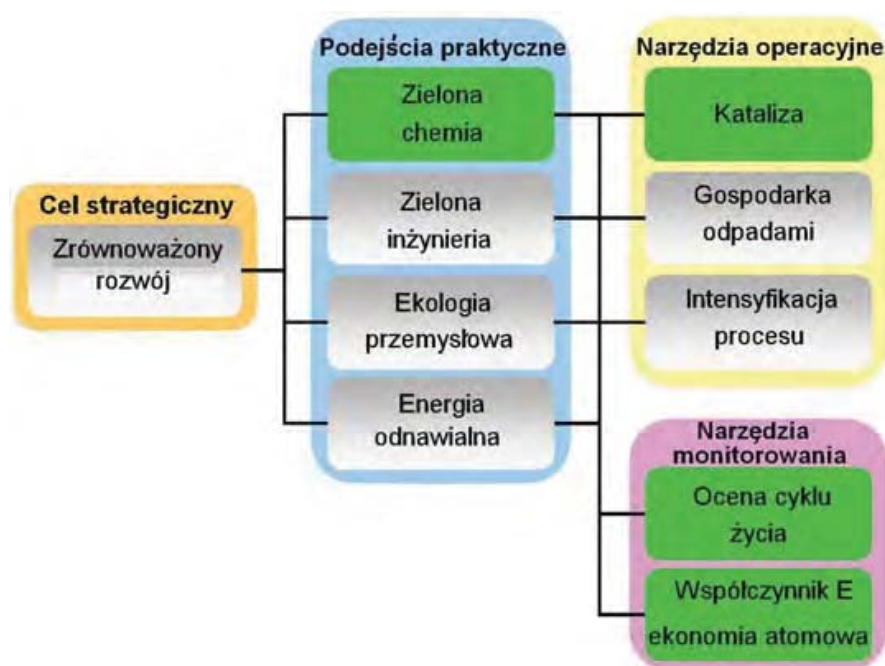 Cel strategiczny
Zrównoważony
rozwój
Podejścia praktyczne
Zielona
chemia
Zielona
inżynieria
Ekologia
przemysłowa
Energia
odnawialna
Narzędzia operacyjne
Kataliza
Gospodarka
odpadami
Intensyfikacja
procesu
Narzędzia
monitorowania
Ocena cyklu
życia
Współczynnik E
ekonomia atomowa